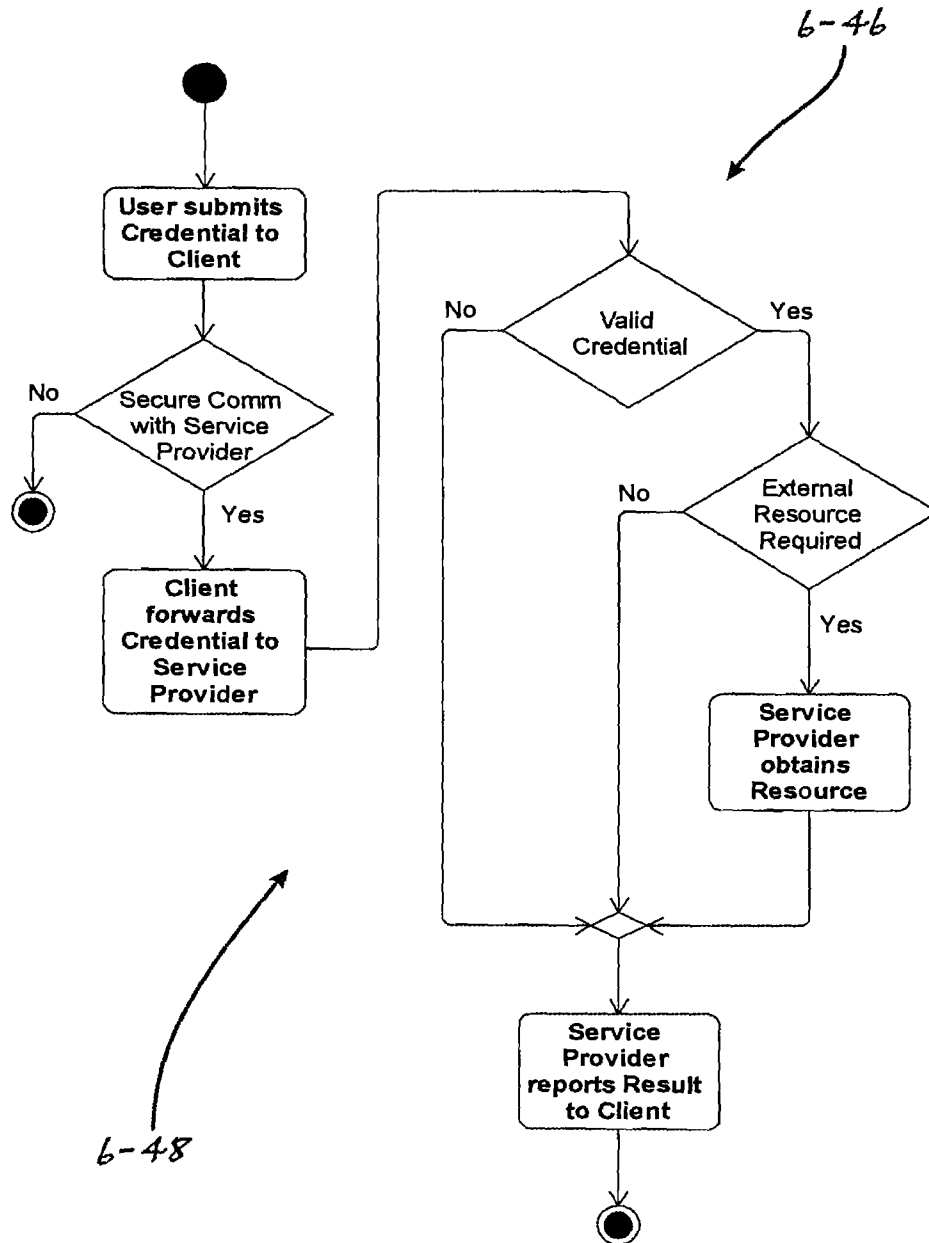 6-46
User submits
Credential to
Client
No
Secure Comm
with Service
Provider
Yes
Client
forwards
Credential to
Service
Provider
No
Valid
Credential
Yes
No
External
Resource
Required
Yes
Service
Provider
obtains
Resource
Service
Provider
reports Result
to Client
6-48